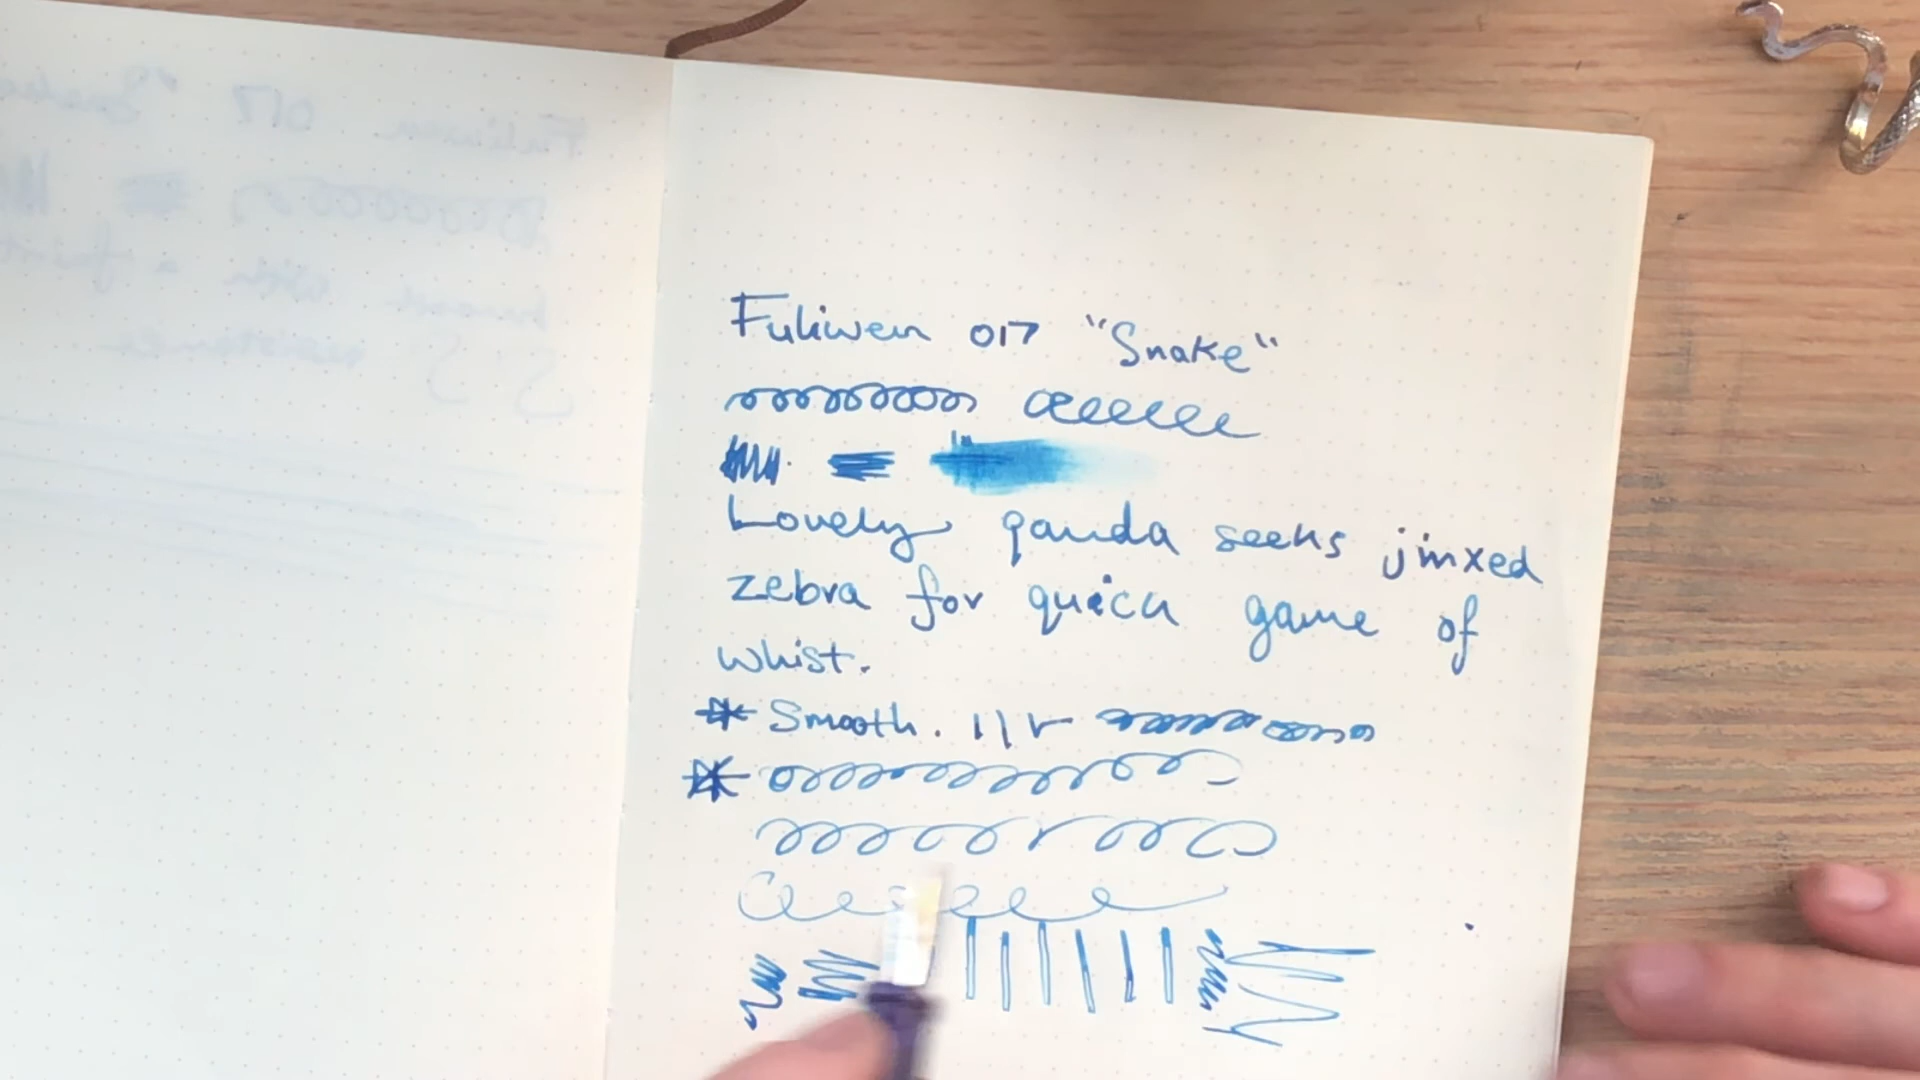 Fuliwen 017 "Snake"
Lovely panda seeks jinxed
zebra for quick game of
whist.
* Smooth.
*